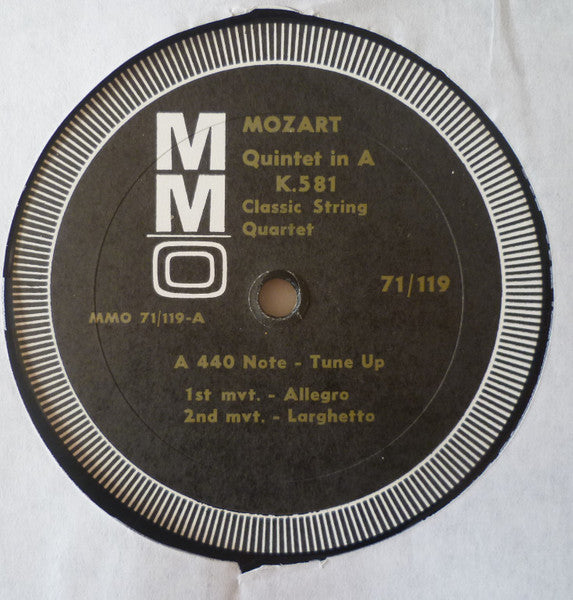 MMO
MOZART
Quintet in A
K.581
Classic String
Quartet
71/119
MMO 71/119-A
A 440 Note - Tune Up
1st mvt. - Allegro
2nd mvt. - Larghetto